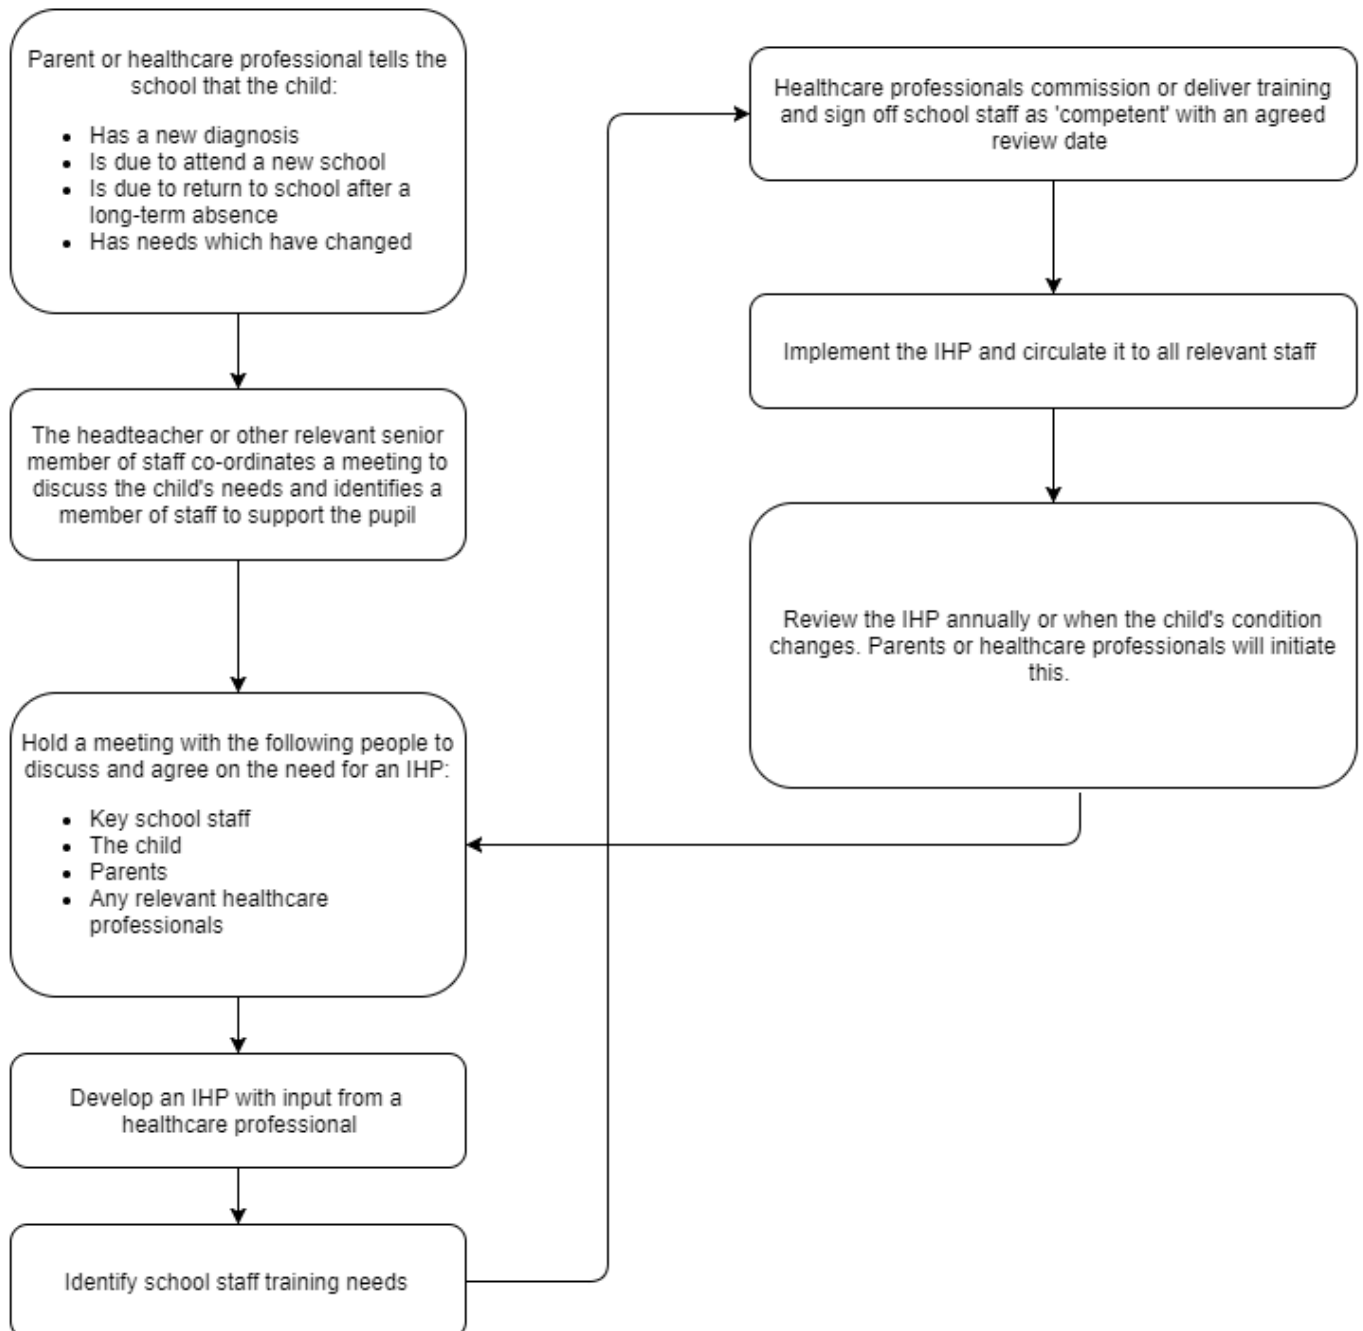 Parent or healthcare professional tells the
school that the child:
• Has a new diagnosis
• Is due to attend a new school
• Is due to return to school after a
long-term absence
• Has needs which have changed
The headteacher or other relevant senior
member of staff co-ordinates a meeting to
discuss the child's needs and identifies a
member of staff to support the pupil
Hold a meeting with the following people to
discuss and agree on the need for an IHP:
• Key school staff
• The child
• Parents
• Any relevant healthcare
professionals
Develop an IHP with input from a
healthcare professional
Identify school staff training needs
Healthcare professionals commission or deliver training
and sign off school staff as 'competent' with an agreed
review date
Implement the IHP and circulate it to all relevant staff
Review the IHP annually or when the child's condition
changes. Parents or healthcare professionals will initiate
this.